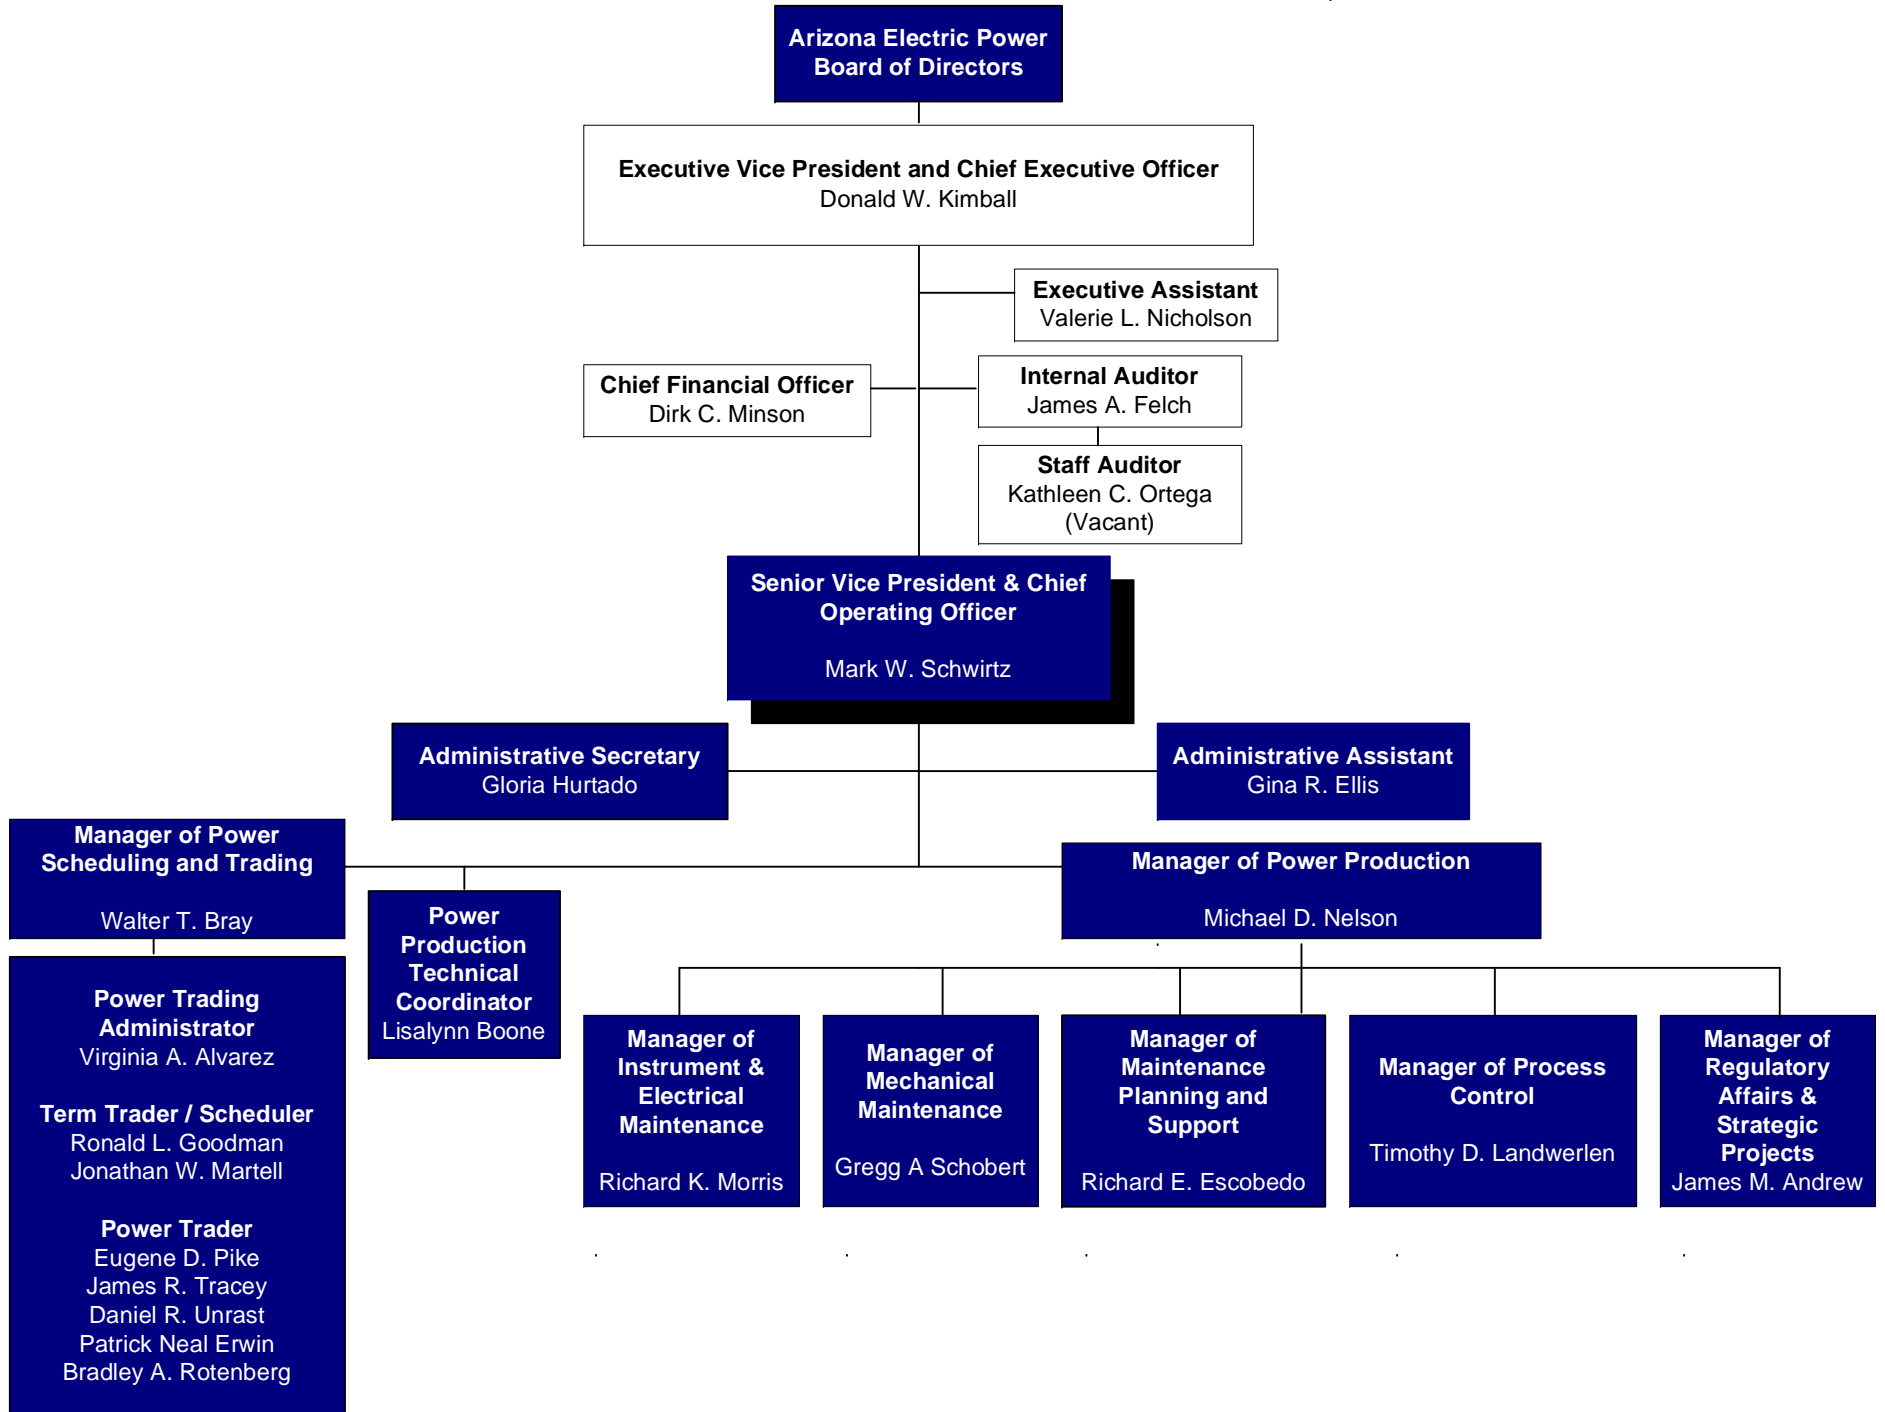 Arizona Electric Power
Board of Directors
Executive Vice President and Chief Executive Officer
Donald W. Kimball
Executive Assistant
Valerie L. Nicholson
Chief Financial Officer
Dirk C. Minson
Internal Auditor
James A. Felch
Staff Auditor
Kathleen C. Ortega
(Vacant)
Senior Vice President & Chief
Operating Officer
Mark W. Schwirtz
Administrative Secretary
Gloria Hurtado
Administrative Assistant
Gina R. Ellis
Manager of Power
Scheduling and Trading
Walter T. Bray
Power
Production
Technical
Coordinator
Lisalynn Boone
Manager of Power Production
Michael D. Nelson
Power Trading
Administrator
Virginia A. Alvarez
Term Trader / Scheduler
Ronald L. Goodman
Jonathan W. Martell
Power Trader
Eugene D. Pike
James R. Tracey
Daniel R. Unrast
Patrick Neal Erwin
Bradley A. Rotenberg
Manager of
Instrument &
Electrical
Maintenance
Richard K. Morris
Manager of
Mechanical
Maintenance
Gregg A Schobert
Manager of
Maintenance
Planning and
Support
Richard E. Escobedo
Manager of Process
Control
Timothy D. Landwerlen
Manager of
Regulatory
Affairs &
Strategic
Projects
James M. Andrew